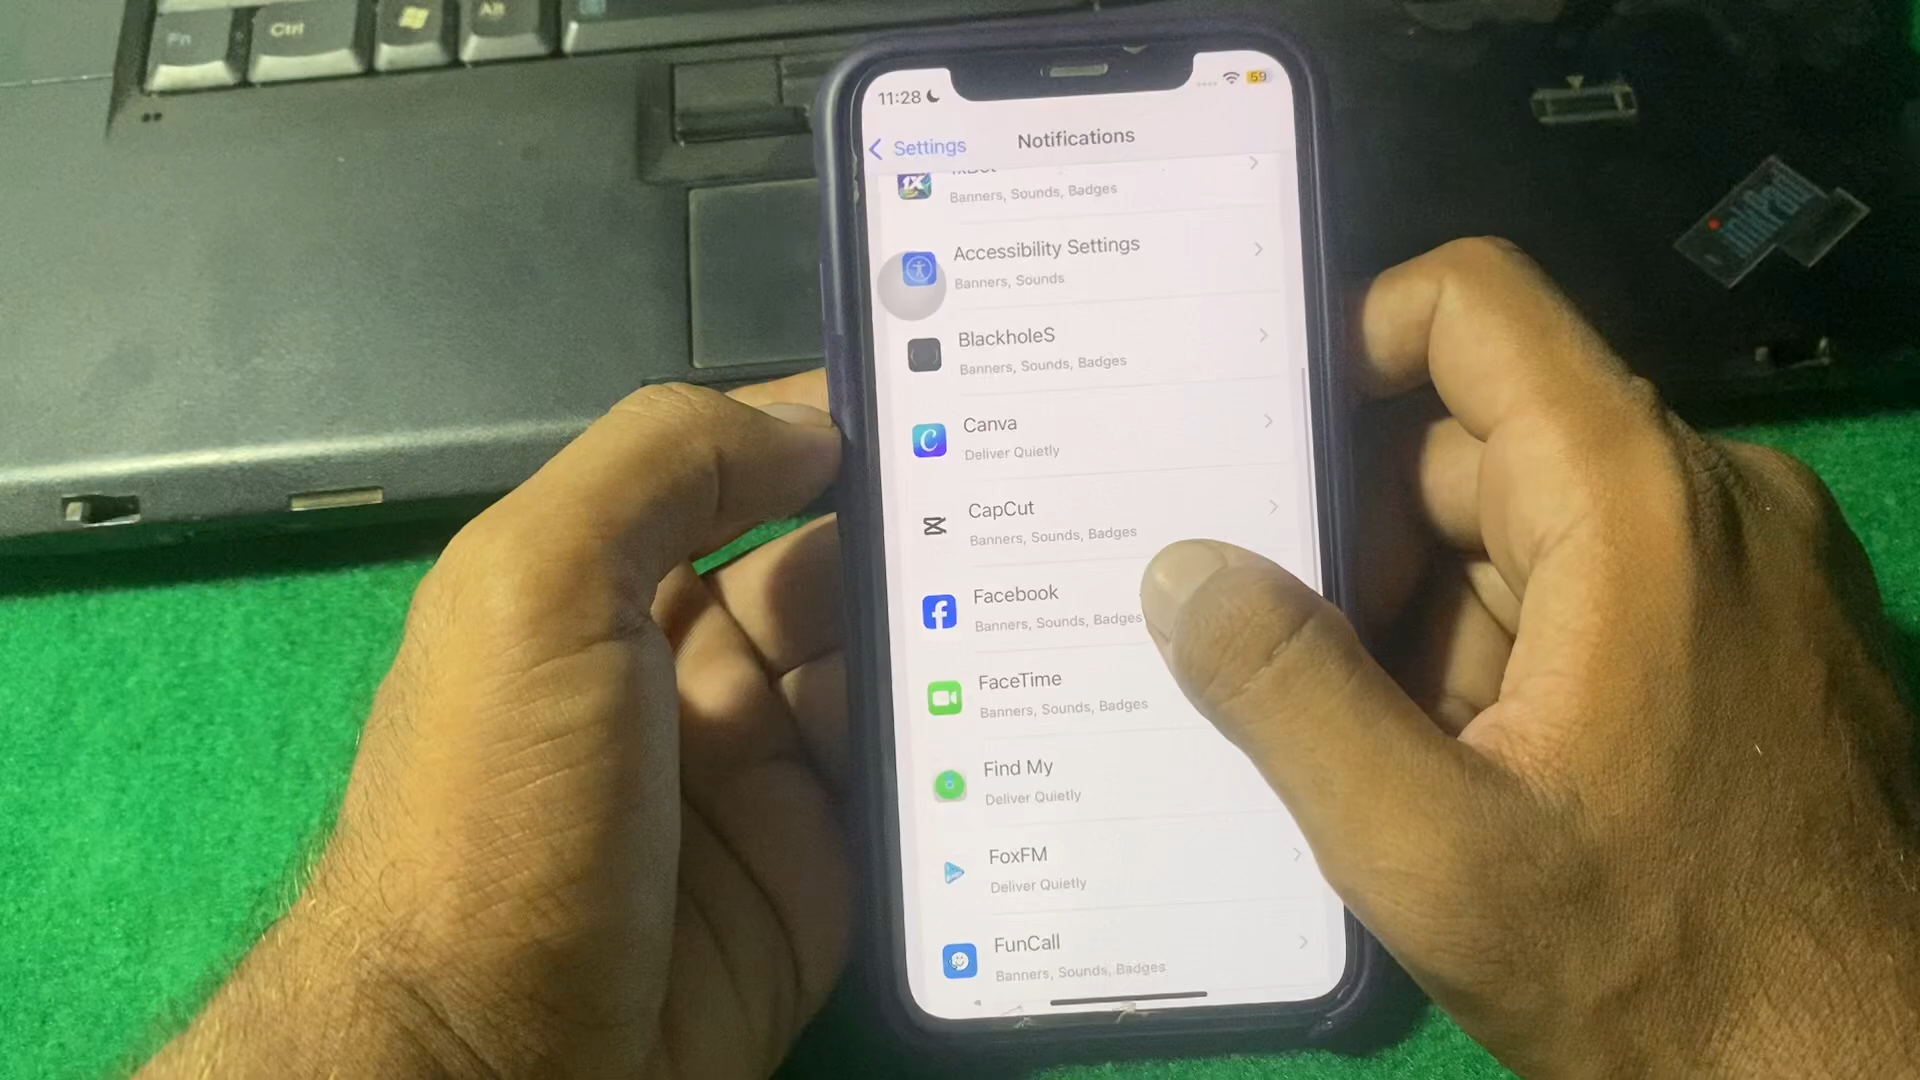 Fn
Ctrl
Alt
11:28
59
Settings
Notifications
1X
Banners, Sounds, Badges
Accessibility Settings
Banners, Sounds
BlackholeS
Banners, Sounds, Badges
Canva
Deliver Quietly
CapCut
Banners, Sounds, Badges
Facebook
Banners, Sounds, Badges
FaceTime
Banners, Sounds, Badges
Find My
Deliver Quietly
FoxFM
Deliver Quietly
FunCall
Banners, Sounds, Badges